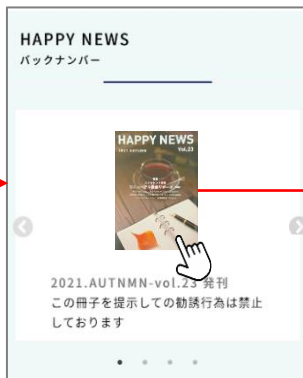 HAPPY NEWS
バックナンバー
HAPPY NEWS
2021 AUTUMN Vol.23
2021.AUTNMN-vol.23 発刊
この冊子を提示しての勧誘行為は禁止
しております